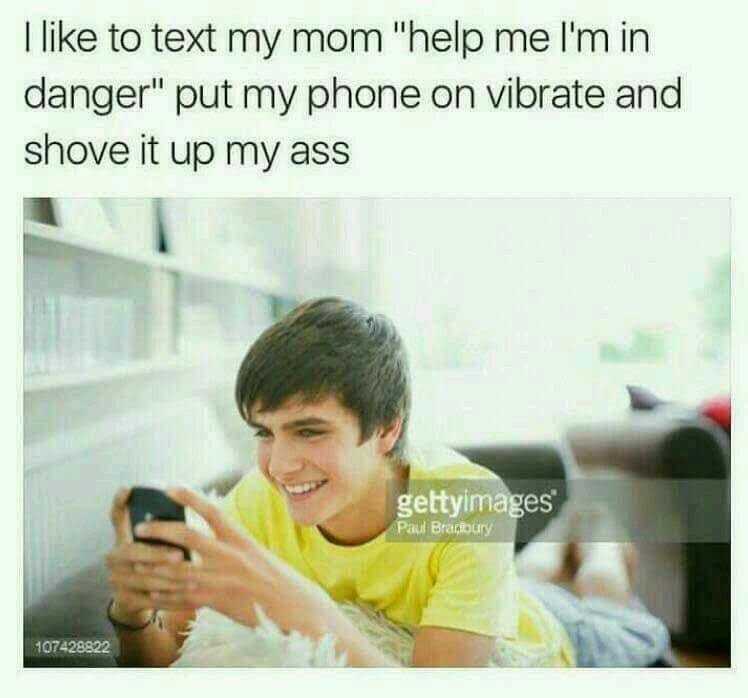 I like to text my mom "help me I'm in
danger" put my phone on vibrate and
shove it up my ass
gettyimages®
Paul Bradbury
107428822